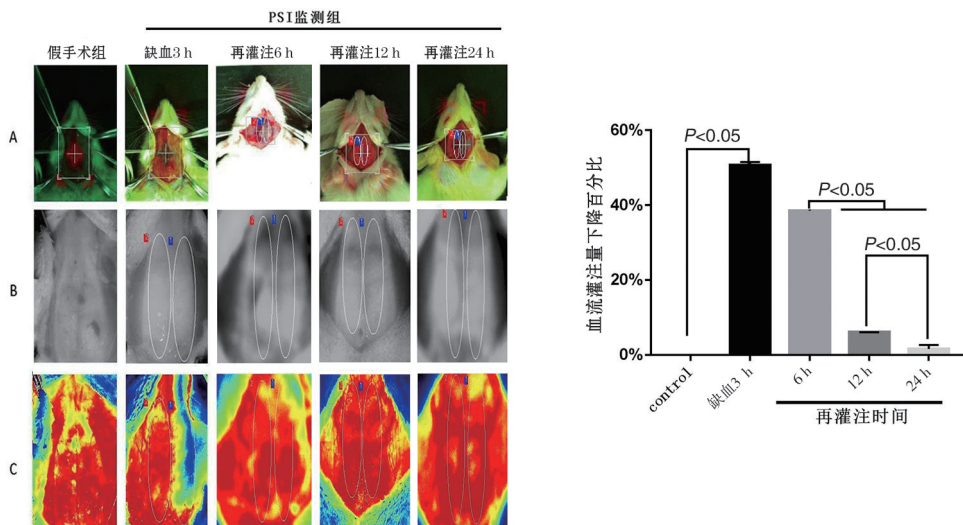 PSI监测组
假手术组
缺血3 h
再灌注6 h
再灌注12 h
再灌注24 h
A
B
C
血流灌注量下降百分比
60%
40%
20%
0%
P<0.05
P<0.05
P<0.05
control
缺血3 h
6 h
12 h
24 h
再灌注时间